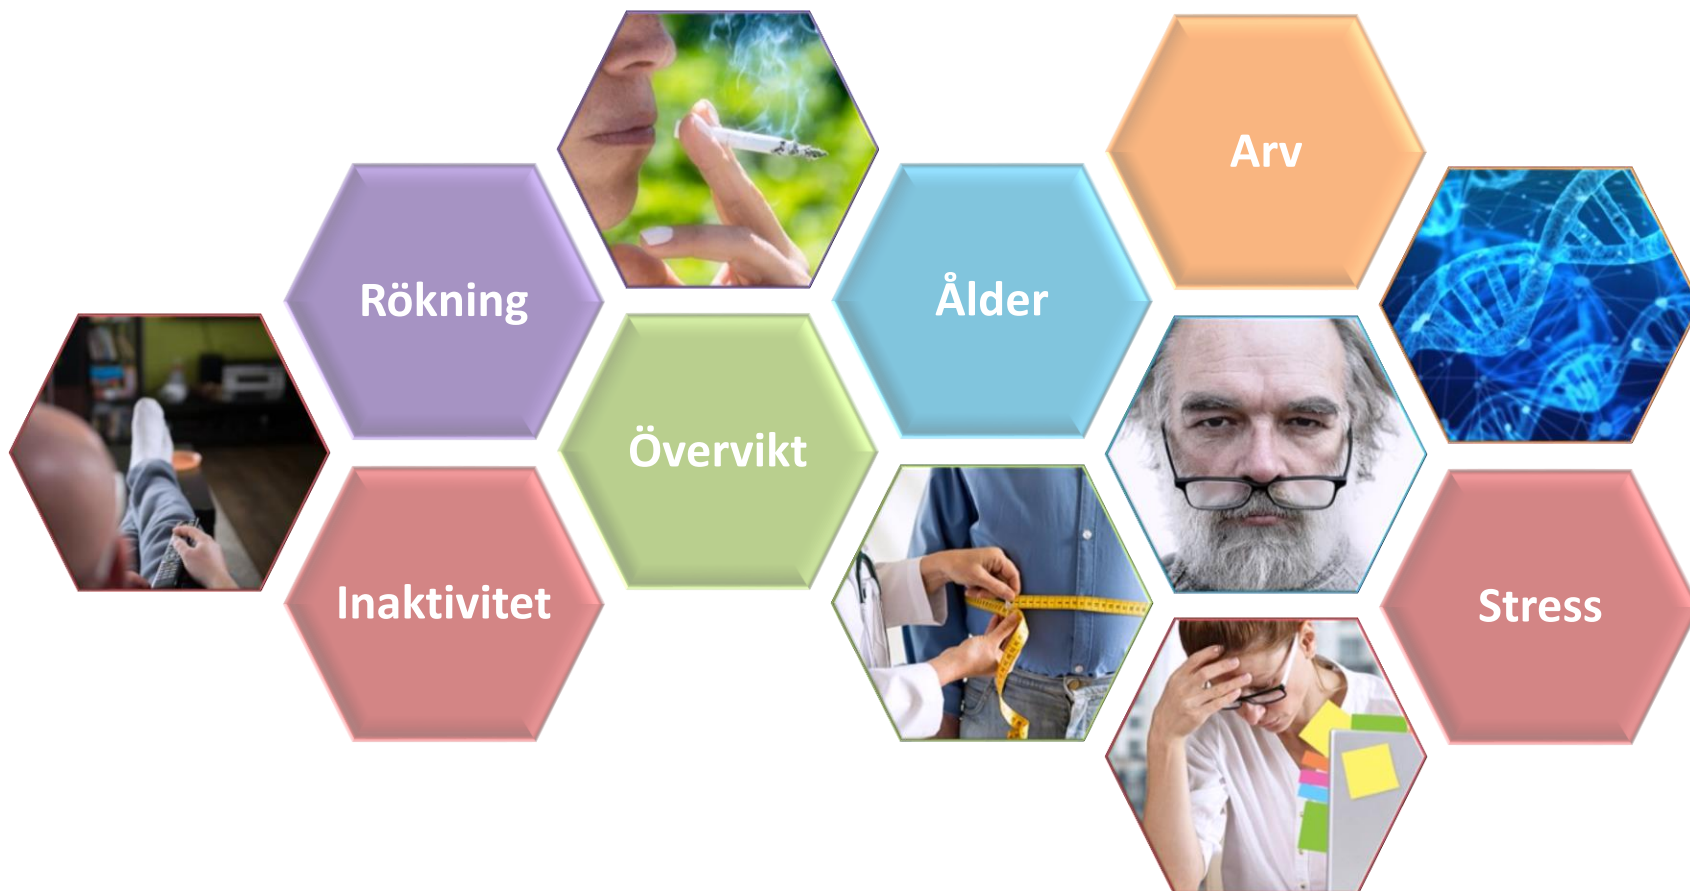 Arv
Rökning
Ålder
Övervikt
Inaktivitet
Stress